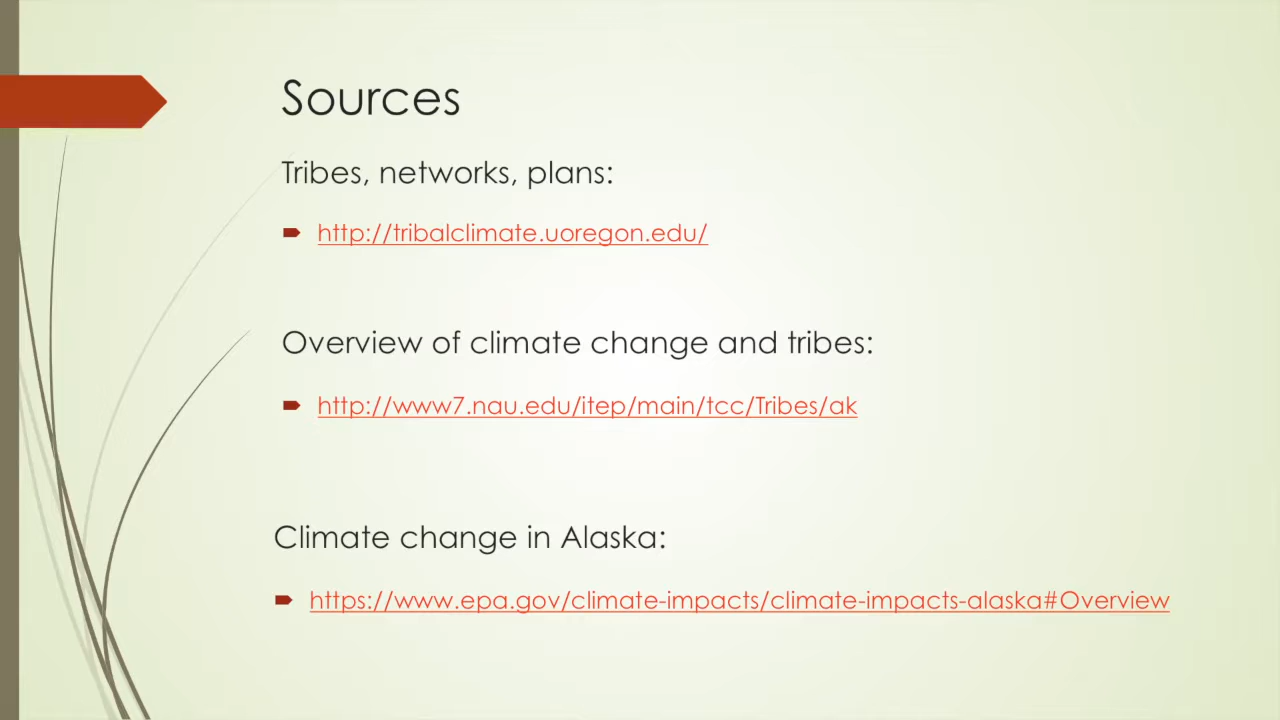 Sources
Tribes, networks, plans:
http://tribalclimate.uoregon.edu/
Overview of climate change and tribes:
http://www7.nau.edu/itep/main/tcc/Tribes/ak
Climate change in Alaska:
https://www.epa.gov/climate-impacts/climate-impacts-alaska#Overview